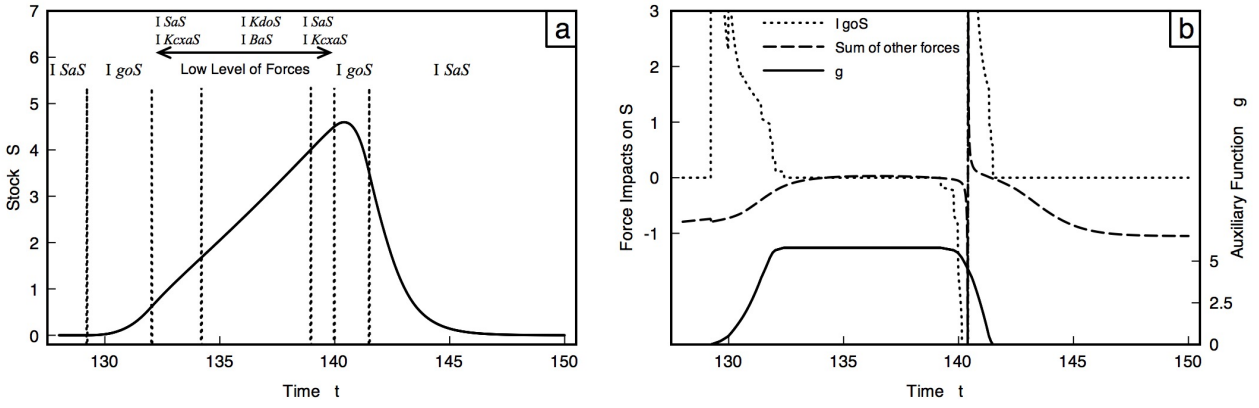 a
I SaS I KdoS I SaS
I KcxaS I BaS I KcxaS
Low Level of Forces
I SaS I goS I goS I SaS
7
6
5
4
3
2
1
0
Stock S
130 135 140 145 150
Time t
b
I goS
Sum of other forces
g
3
2
1
0
-1
Force Impacts on S
5
2.5
0
Auxiliary Function g
130 135 140 145 150
Time t